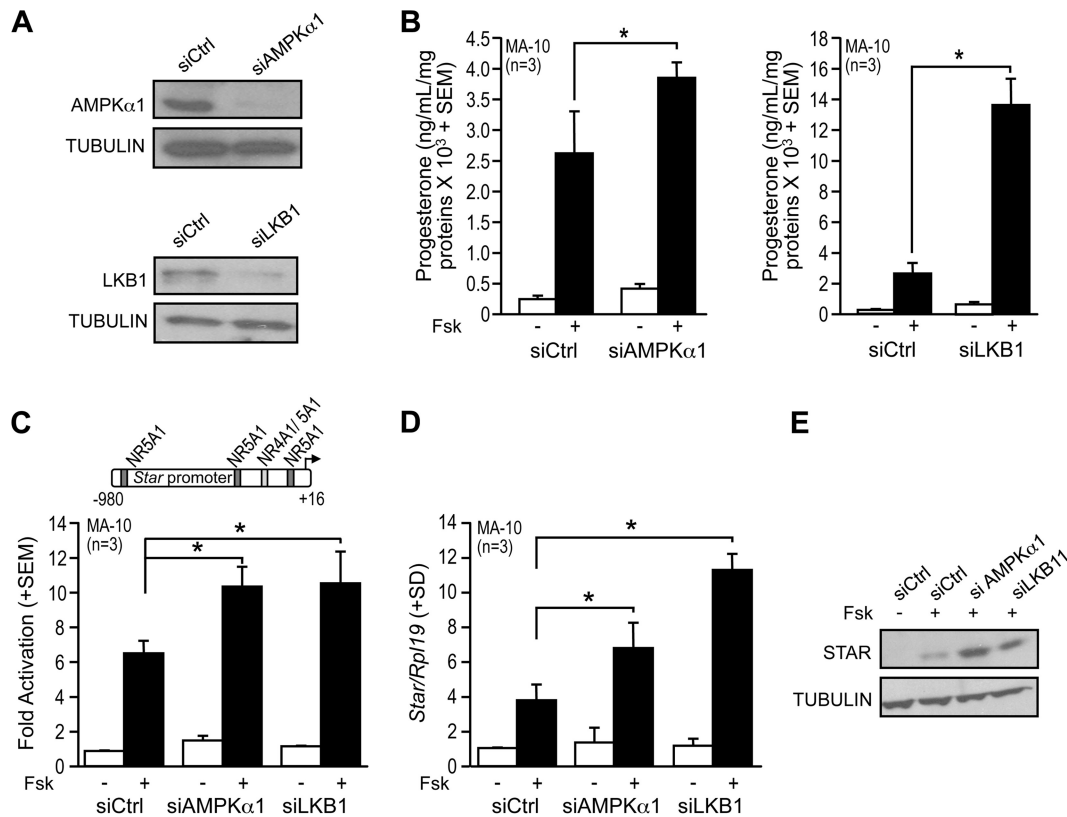 A
siCtrl
siAMPKα1
AMPKα1
TUBULIN
siCtrl
siLKB1
LKB1
TUBULIN
B
Progesterone (ng/mL/mg
proteins X 10³ + SEM)
4.5
4.0
3.5
3.0
2.5
2.0
1.5
1.0
0.5
0
MA-10
(n=3)
*
Fsk - + - +
siCtrl siAMPKα1
Progesterone (ng/mL/mg
proteins X 10³ + SEM)
18
16
14
12
10
8
6
4
2
0
MA-10
(n=3)
*
- + - +
siCtrl siLKB1
C
NR5A1 NR5A1 NR4A1/ 5A1 NR5A1
Star promoter
-980 +16
Fold Activation (+SEM)
14
12
10
8
6
4
2
0
MA-10
(n=3)
*
*
Fsk - + - + - +
siCtrl siAMPKα1 siLKB1
D
Star/Rpl19 (+SD)
14
12
10
8
6
4
2
0
MA-10
(n=3)
*
*
Fsk - + - + - +
siCtrl siAMPKα1 siLKB1
E
siCtrl siCtrl si AMPKα1 siLKB11
Fsk - + + +
STAR
TUBULIN